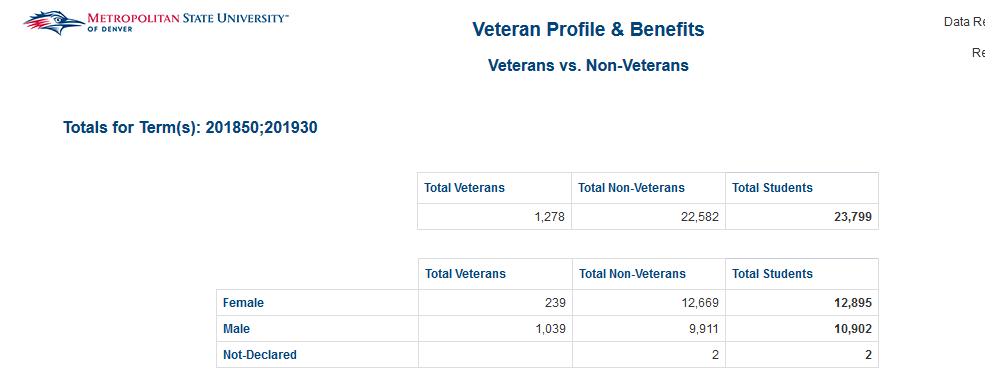 METROPOLITAN STATE UNIVERSITY™
OF DENVER
Veteran Profile & Benefits
Data Re
Veterans vs. Non-Veterans
Re
Totals for Term(s): 201850;201930
Total Veterans Total Non-Veterans Total Students
1,278 22,582 23,799
Total Veterans Total Non-Veterans Total Students
Female 239 12,669 12,895
Male 1,039 9,911 10,902
Not-Declared 2 2